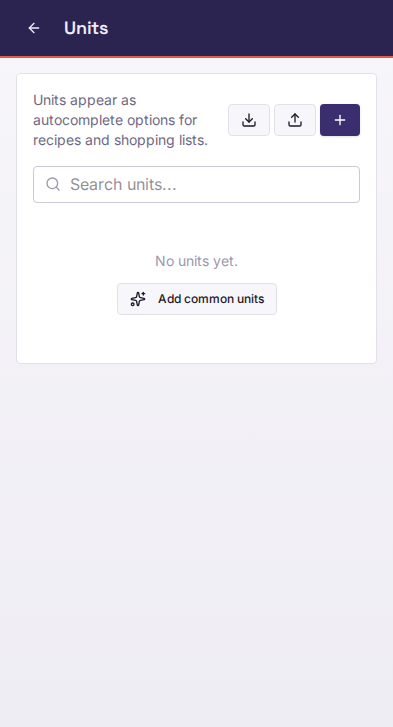 Units
Units appear as
autocomplete options for
recipes and shopping lists.
Search units...
No units yet.
Add common units